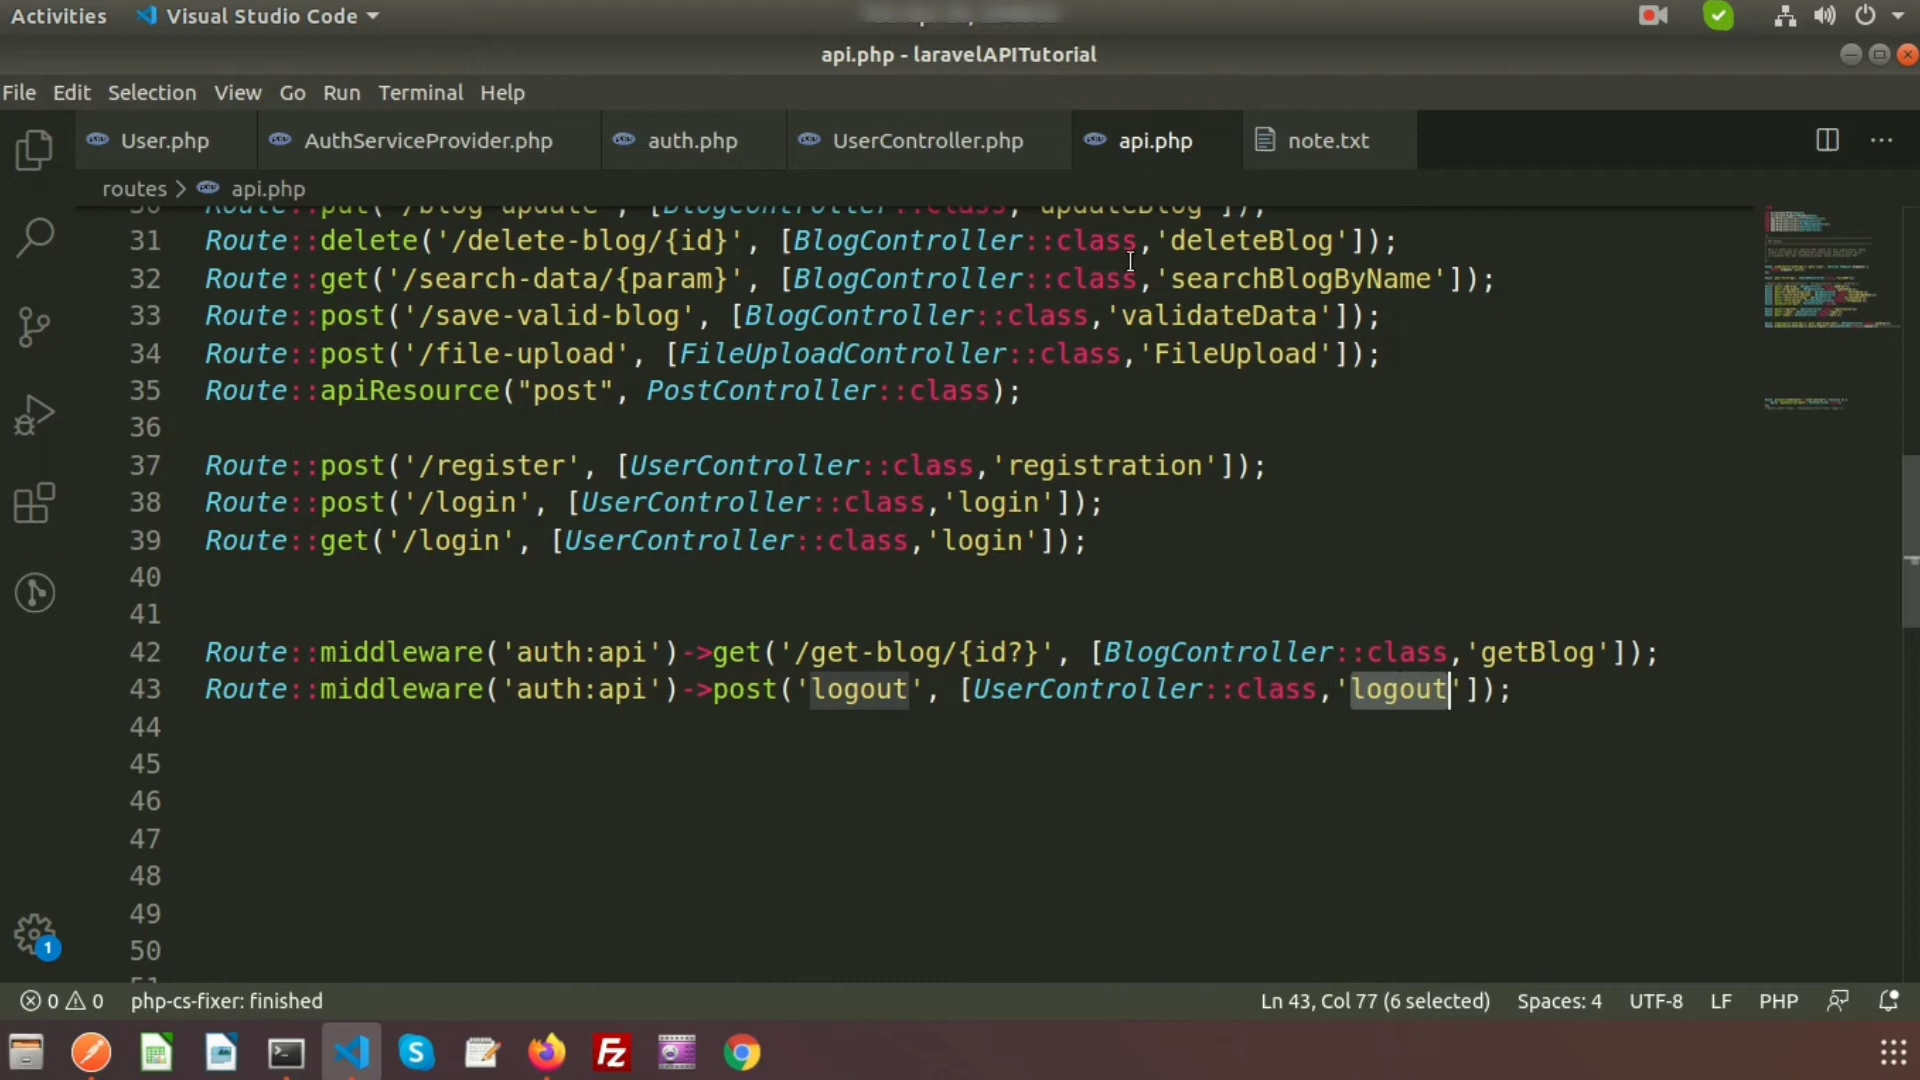 Activities Visual Studio Code
api.php - laravelAPITutorial
File Edit Selection View Go Run Terminal Help
User.php AuthServiceProvider.php auth.php UserController.php api.php note.txt
routes > api.php
31 Route::delete('/delete-blog/{id}', [BlogController::class,'deleteBlog']);
32 Route::get('/search-data/{param}', [BlogController::class,'searchBlogByName']);
33 Route::post('/save-valid-blog', [BlogController::class,'validateData']);
34 Route::post('/file-upload', [FileUploadController::class,'FileUpload']);
35 Route::apiResource("post", PostController::class);
36
37 Route::post('/register', [UserController::class,'registration']);
38 Route::post('/login', [UserController::class,'login']);
39 Route::get('/login', [UserController::class,'login']);
40
41
42 Route::middleware('auth:api')->get('/get-blog/{id?}', [BlogController::class,'getBlog']);
43 Route::middleware('auth:api')->post('logout', [UserController::class,'logout']);
44
45
46
47
48
49
50
1
0 0 php-cs-fixer: finished Ln 43, Col 77 (6 selected) Spaces: 4 UTF-8 LF PHP
S Fz